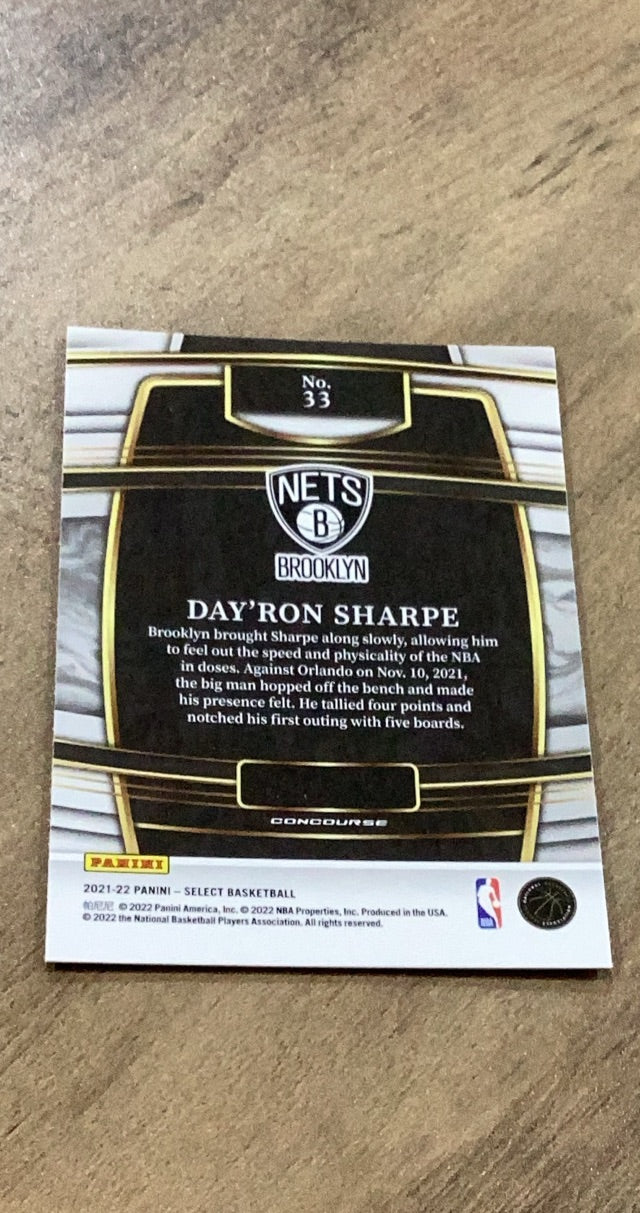 No.
33
NETS
B
BROOKLYN
DAY'RON SHARPE
Brooklyn brought Sharpe along slowly, allowing him
to feel out the speed and physicality of the NBA
in doses. Against Orlando on Nov. 10, 2021,
the big man hopped off the bench and made
his presence felt. He tallied four points and
notched his first outing with five boards.
CONCOURSE
PANINI
2021-22 PANINI – SELECT BASKETBALL
帕尼尼 © 2022 Panini America, Inc. © 2022 NBA Properties, Inc. Produced in the USA.
© 2022 the National Basketball Players Association. All rights reserved.
NBA